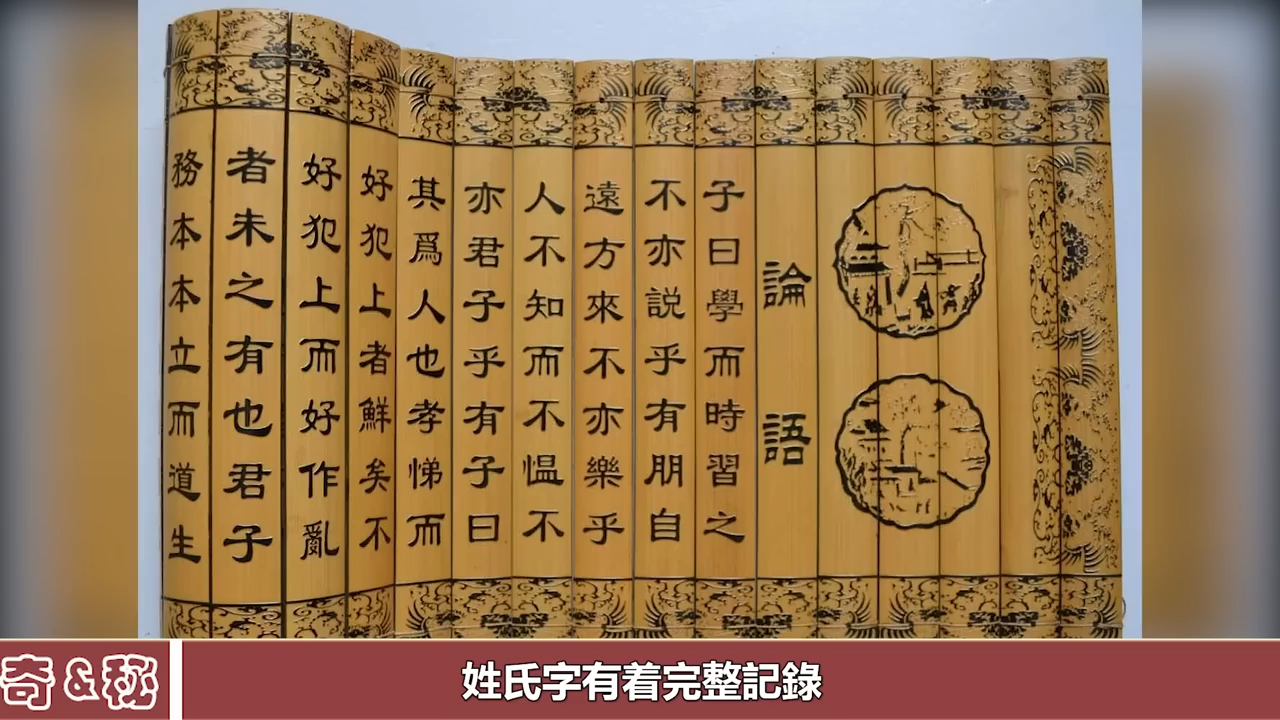 論語
子曰學而時習之
不亦説乎有朋自
遠方來不亦樂乎
人不知而不愠不
亦君子乎有子曰
其爲人也孝悌而
好犯上者鮮矣不
好犯上而好作亂
者未之有也君子
務本本立而道生
奇&秘
姓氏字有着完整記錄